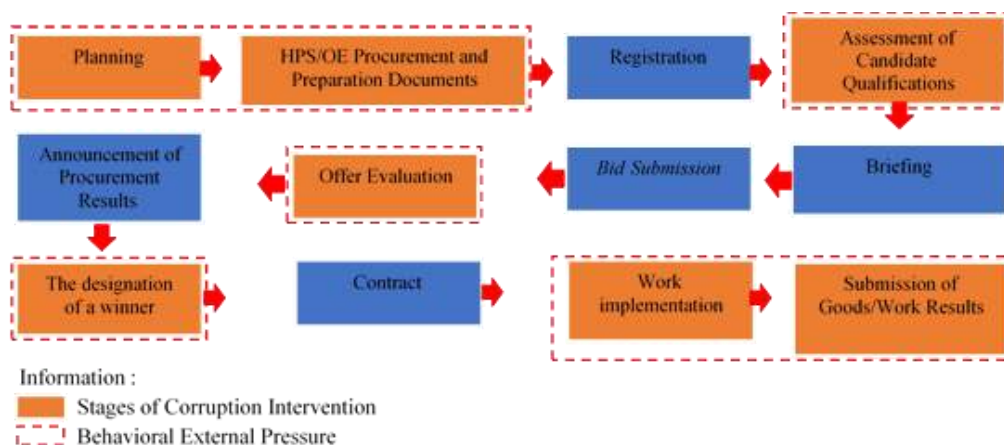 Planning
HPS/OE Procurement and
Preparation Documents
Registration
Assessment of
Candidate
Qualifications
Announcement of
Procurement
Results
Offer Evaluation
Bid Submission
Briefing
The designation
of a winner
Contract
Work
implementation
Submission of
Goods/Work Results
Information :
Stages of Corruption Intervention
Behavioral External Pressure